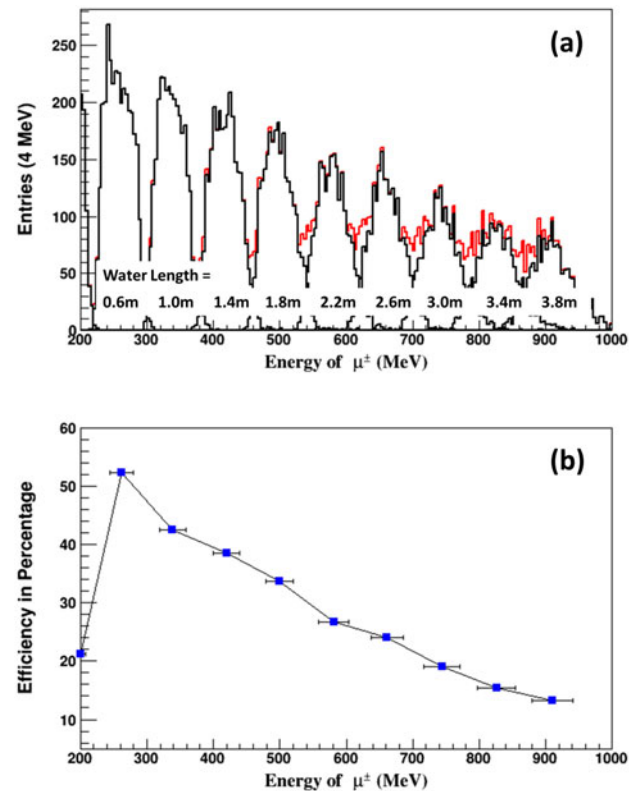 (a)
Entries (4 MeV)
250
200
150
100
50
0
Water Length =
0.6m 1.0m 1.4m 1.8m 2.2m 2.6m 3.0m 3.4m 3.8m
200 300 400 500 600 700 800 900 1000
Energy of μ± (MeV)
(b)
Efficiency in Percentage
60
50
40
30
20
10
200 300 400 500 600 700 800 900 1000
Energy of μ± (MeV)